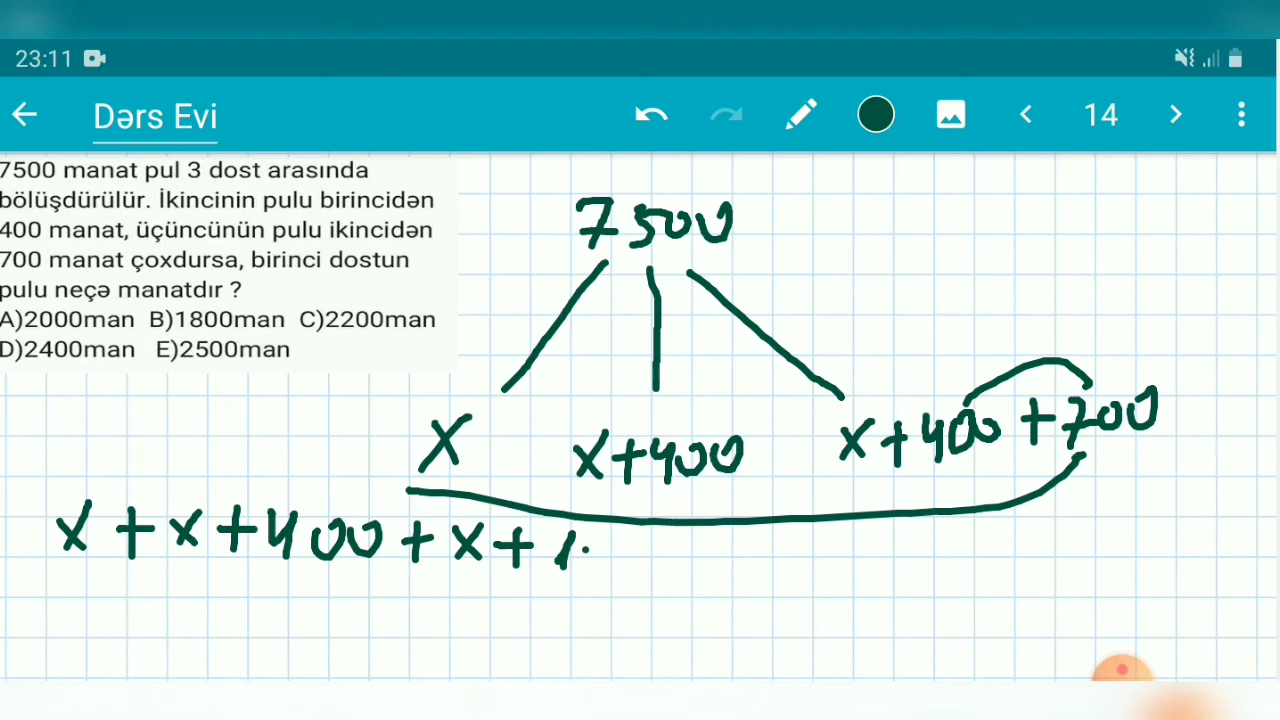 23:11
Dərs Evi
14
7500 manat pul 3 dost arasında
bölüşdürülür. İkincinin pulu birincidən
400 manat, üçüncünün pulu ikincidən
700 manat çoxdursa, birinci dostun
pulu neçə manatdır ?
A)2000man B)1800man C)2200man
D)2400man E)2500man
7500
x x+400 x+400+700
x+x+400+x+1